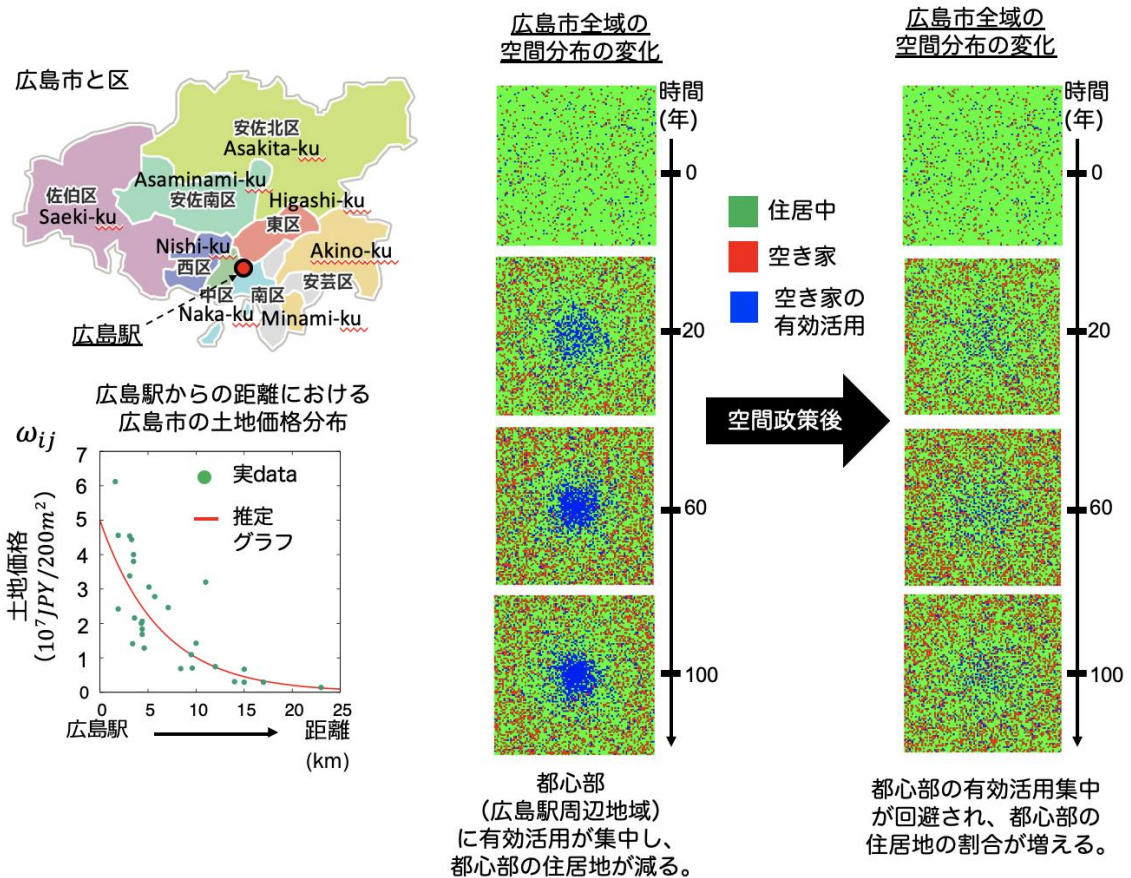 広島市と区
安佐北区
Asakita-ku
Asaminami-ku
安佐南区
佐伯区
Saeki-ku
Higashi-ku
東区
Nishi-ku
西区
Akino-ku
安芸区
中区
南区
Naka-ku
Minami-ku
広島駅
広島駅からの距離における
広島市の土地価格分布
ωij
7
6
5
4
3
2
1
0
土地価格
(10⁷JPY/200m²)
実data
推定
グラフ
0 5 10 15 20 25
広島駅
距離
(km)
広島市全域の
空間分布の変化
時間
(年)
0
20
60
100
都心部
（広島駅周辺地域）
に有効活用が集中し、
都心部の住居地が減る。
住居中
空き家
空き家の
有効活用
空間政策後
広島市全域の
空間分布の変化
時間
(年)
0
20
60
100
都心部の有効活用集中
が回避され、都心部の
住居地の割合が増える。